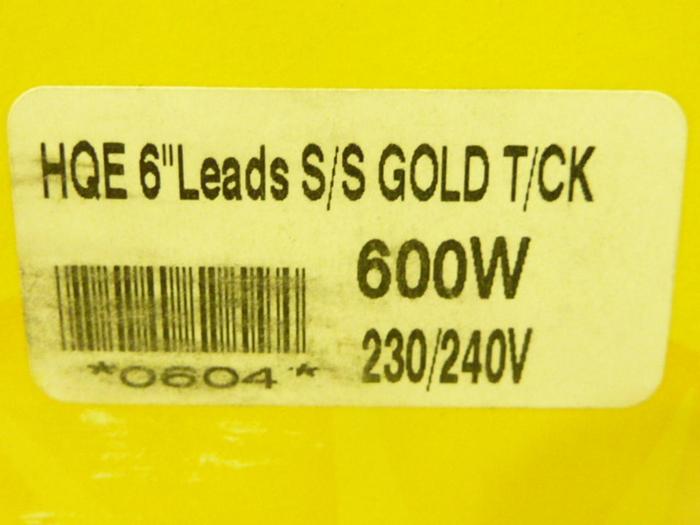 HQE 6"Leads S/S GOLD T/CK
600W
*0604*
230/240V